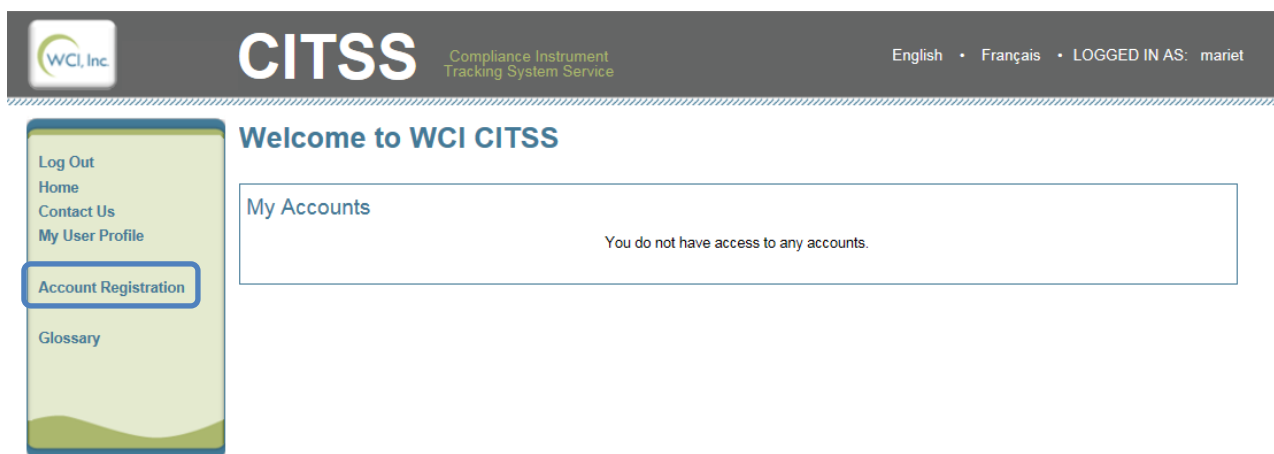 WCI, Inc.
CITSS
Compliance Instrument
Tracking System Service
English • Français • LOGGED IN AS: mariet
Log Out
Home
Contact Us
My User Profile
Account Registration
Glossary
Welcome to WCI CITSS
My Accounts
You do not have access to any accounts.